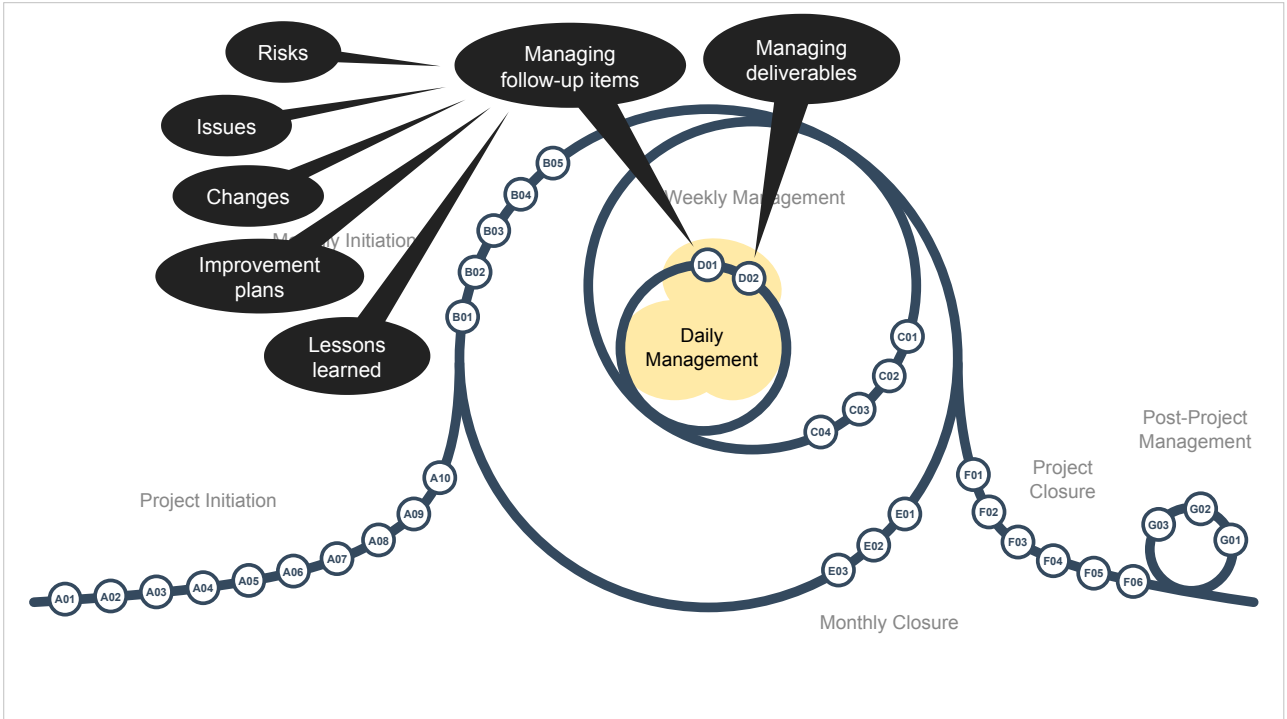 Risks
Managing
follow-up items
Managing
deliverables
Issues
Changes
Improvement
plans
Lessons
learned
Monthly Initiation
Weekly Management
Daily
Management
Project Initiation
Monthly Closure
Project
Closure
Post-Project
Management
A01
A02
A03
A04
A05
A06
A07
A08
A09
A10
B01
B02
B03
B04
B05
D01
D02
C01
C02
C03
C04
E01
E02
E03
F01
F02
F03
F04
F05
F06
G01
G02
G03